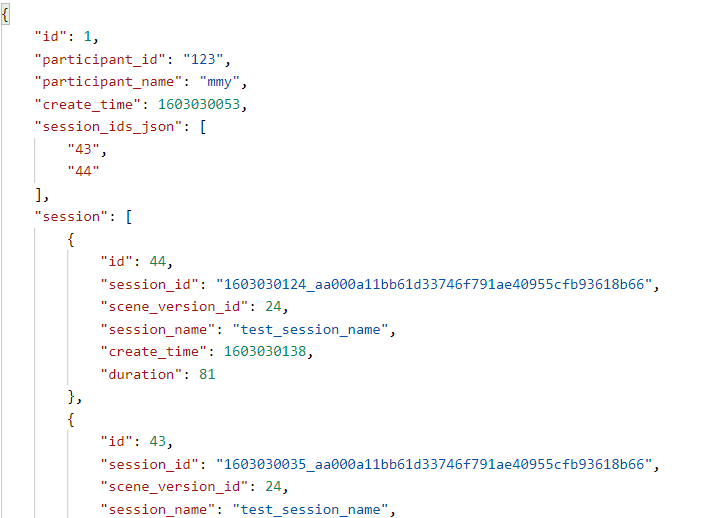 {
"id": 1,
"participant_id": "123",
"participant_name": "mmy",
"create_time": 1603030053,
"session_ids_json": [
"43",
"44"
],
"session": [
{
"id": 44,
"session_id": "1603030124_aa000a11bb61d33746f791ae40955cfb93618b66",
"scene_version_id": 24,
"session_name": "test_session_name",
"create_time": 1603030138,
"duration": 81
},
{
"id": 43,
"session_id": "1603030035_aa000a11bb61d33746f791ae40955cfb93618b66",
"scene_version_id": 24,
"session_name": "test_session_name",